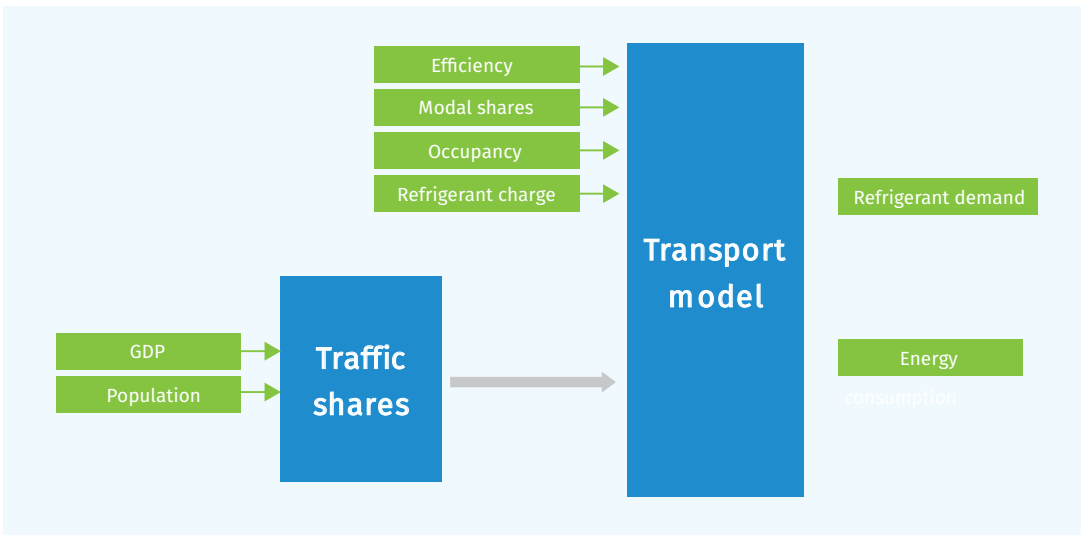 Efficiency
Modal shares
Occupancy
Refrigerant charge
Refrigerant demand
Transport
model
GDP
Population
Traffic
shares
Energy
consumption